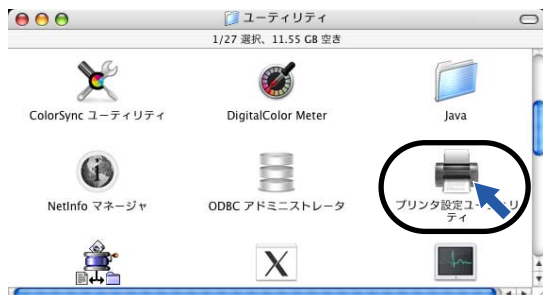 ユーティリティ
1/27 選択、11.55 GB 空き
ColorSync ユーティリティ
DigitalColor Meter
Java
NetInfo マネージャ
ODBC アドミニストレータ
プリンタ設定ユーティリ
ティ